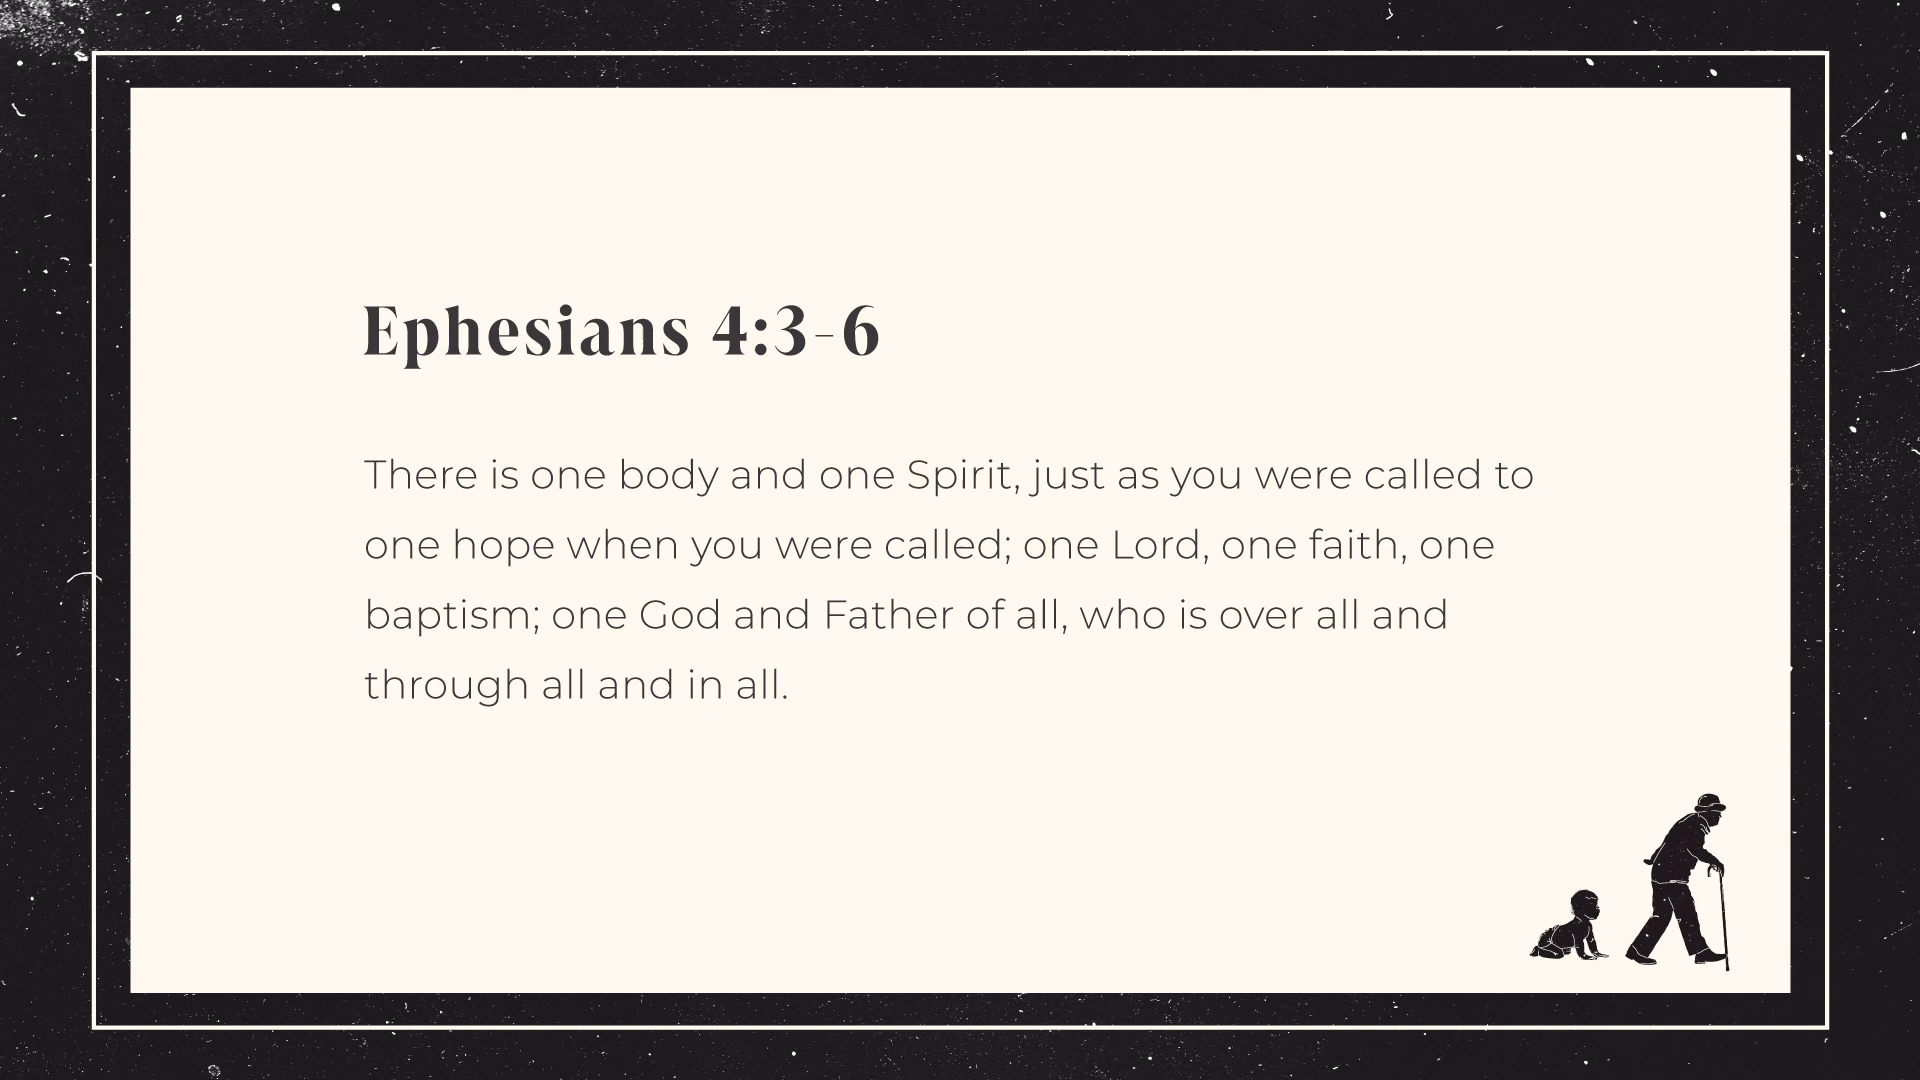 Ephesians 4:3-6
There is one body and one Spirit, just as you were called to
one hope when you were called; one Lord, one faith, one
baptism; one God and Father of all, who is over all and
through all and in all.